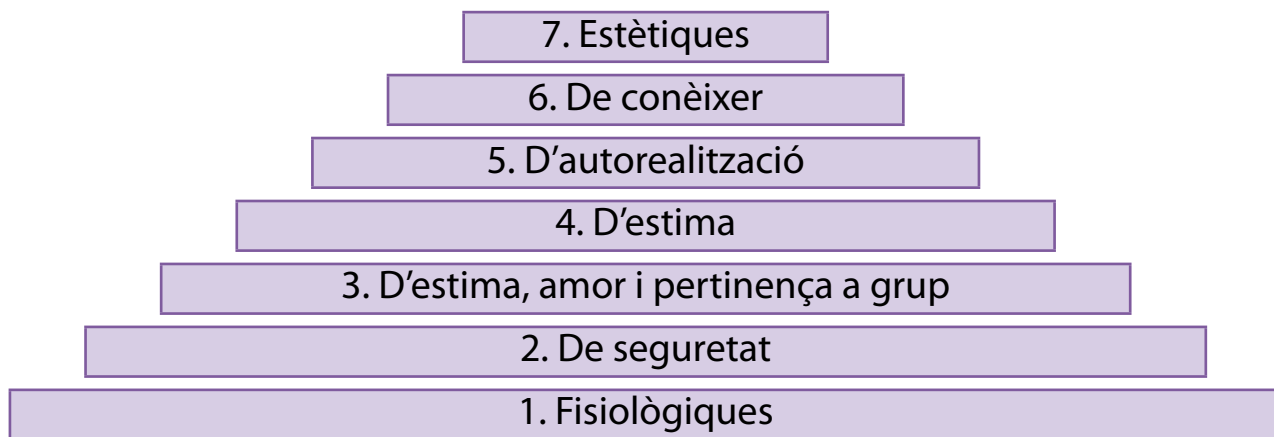 7. Estètiques
6. De conèixer
5. D’autorealització
4. D’estima
3. D’estima, amor i pertinença a grup
2. De seguretat
1. Fisiològiques